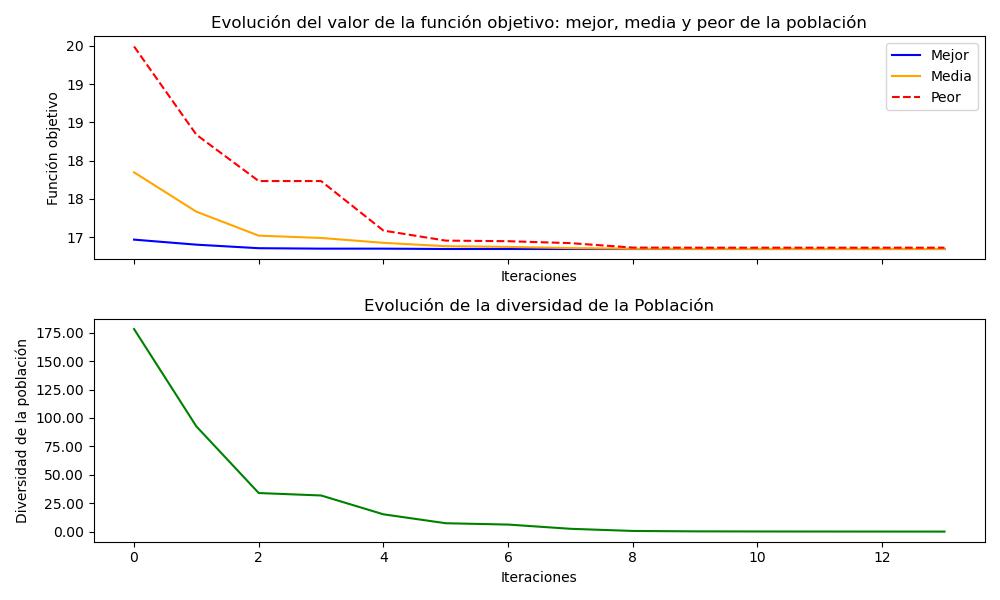 Evolución del valor de la función objetivo: mejor, media y peor de la población
20
19
19
18
18
17
Función objetivo
Mejor
Media
Peor
Iteraciones
Evolución de la diversidad de la Población
175.00
150.00
125.00
100.00
75.00
50.00
25.00
0.00
Diversidad de la población
0 2 4 6 8 10 12
Iteraciones